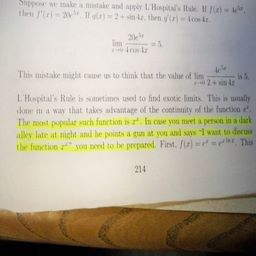 Suppose we make a mistake and apply L'Hospital's Rule. If f(x) = 4e^{5x},
then f'(x) = 20e^{5x}. If g(x) = 2 + sin 4x, then g'(x) = 4 cos 4x.
lim_{x→0} 20e^{5x} / 4 cos 4x = 5.
This mistake might cause us to think that the value of lim_{x→0} 4e^{5x} / 2 + sin 4x is 5.
L'Hospital's Rule is sometimes used to find exotic limits. This is usually
done in a way that takes advantage of the continuity of the function e^x.
The most popular such function is x^x. In case you meet a person in a dark
alley late at night and he points a gun at you and says "I want to discuss
the function x^x" you need to be prepared. First, f(x) = x^x = e^{x ln x}. This
214